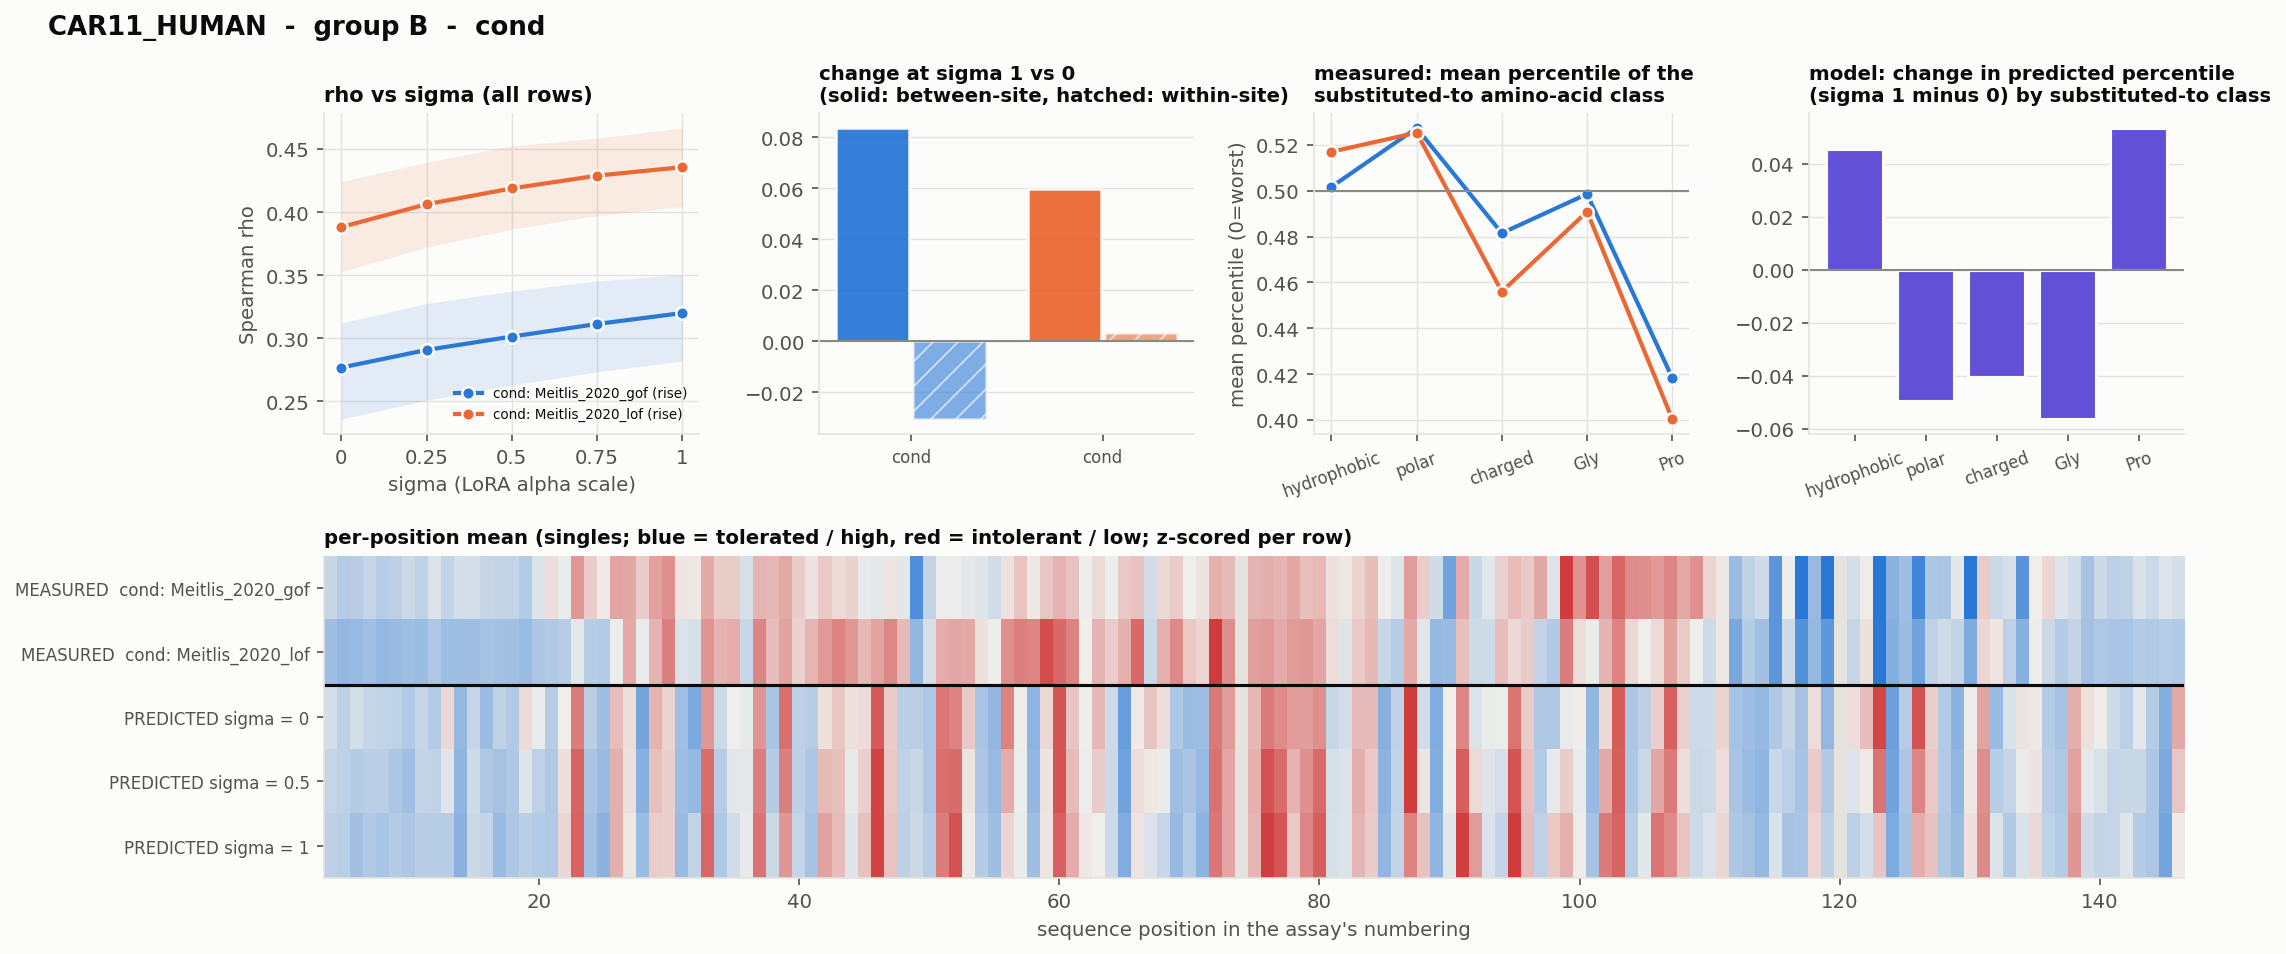 CAR11_HUMAN  -  group B  -  cond
rho vs sigma (all rows)
Spearman rho
0.45
0.40
0.35
0.30
0.25
cond: Meitlis_2020_gof (rise)
cond: Meitlis_2020_lof (rise)
0 0.25 0.5 0.75 1
sigma (LoRA alpha scale)
change at sigma 1 vs 0
(solid: between-site, hatched: within-site)
0.08
0.06
0.04
0.02
0.00
−0.02
cond cond
measured: mean percentile of the
substituted-to amino-acid class
mean percentile (0=worst)
0.52
0.50
0.48
0.46
0.44
0.42
0.40
hydrophobic polar charged Gly Pro
model: change in predicted percentile
(sigma 1 minus 0) by substituted-to class
0.04
0.02
0.00
−0.02
−0.04
−0.06
hydrophobic polar charged Gly Pro
per-position mean (singles; blue = tolerated / high, red = intolerant / low; z-scored per row)
MEASURED  cond: Meitlis_2020_gof
MEASURED  cond: Meitlis_2020_lof
PREDICTED sigma = 0
PREDICTED sigma = 0.5
PREDICTED sigma = 1
20 40 60 80 100 120 140
sequence position in the assay's numbering